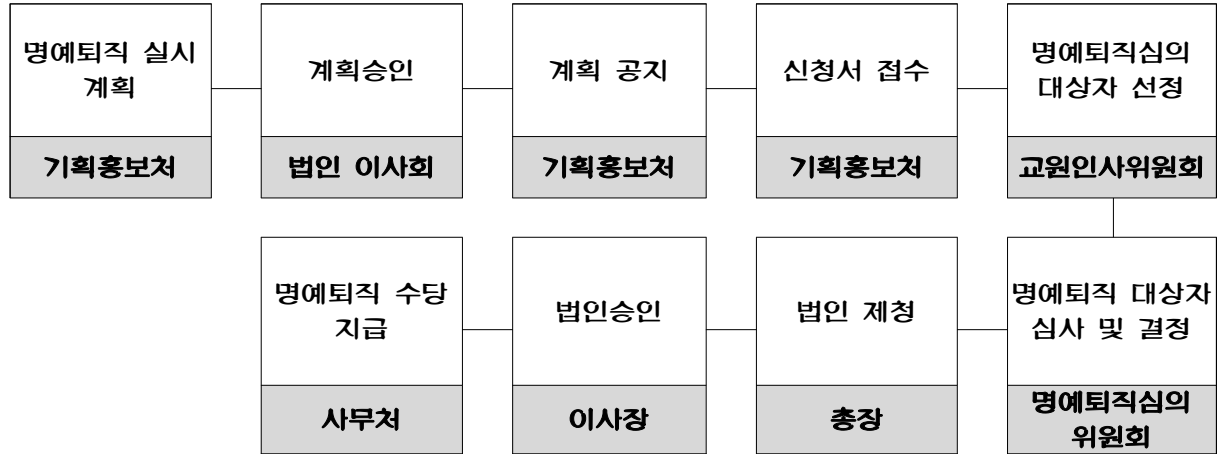 명예퇴직 실시
계획
기획홍보처
계획승인
법인 이사회
계획 공지
기획홍보처
신청서 접수
기획홍보처
명예퇴직심의
대상자 선정
교원인사위원회
명예퇴직 대상자
심사 및 결정
명예퇴직심의
위원회
법인 제청
총장
법인승인
이사장
명예퇴직 수당
지급
사무처